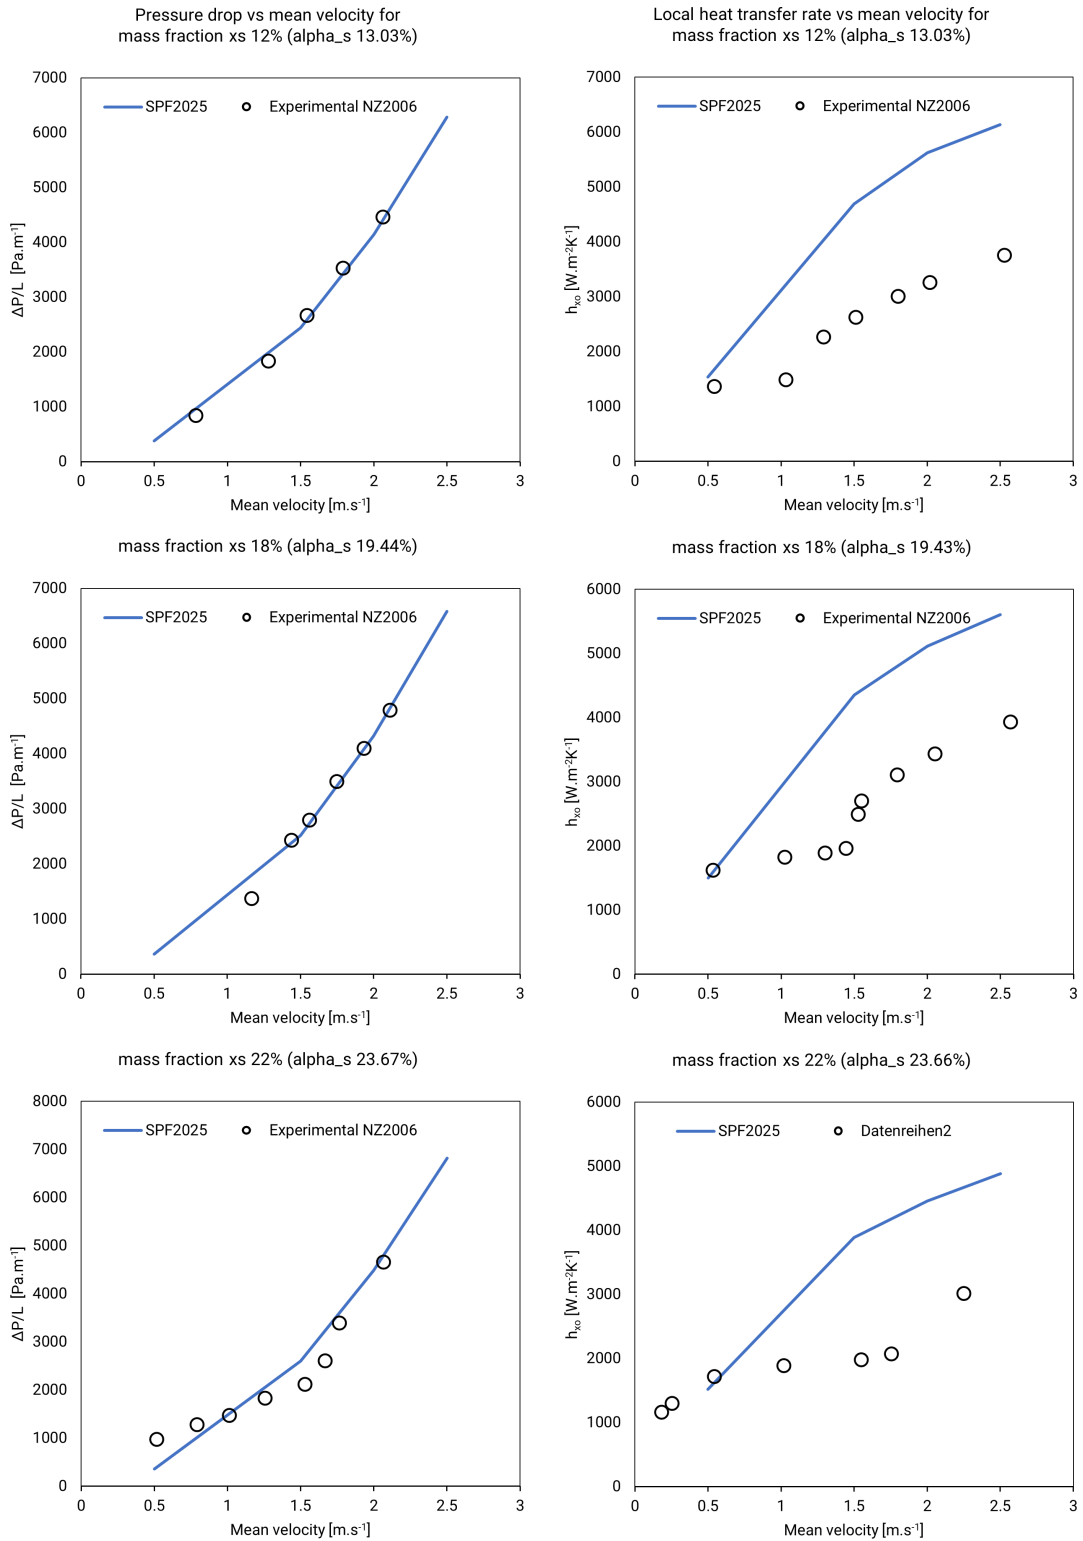 Pressure drop vs mean velocity for
mass fraction xs 12% (alpha_s 13.03%)
7000
6000
5000
4000
3000
2000
1000
0
ΔP/L [Pa.m⁻¹]
SPF2025
Experimental NZ2006
0 0.5 1 1.5 2 2.5 3
Mean velocity [m.s⁻¹]
Local heat transfer rate vs mean velocity for
mass fraction xs 12% (alpha_s 13.03%)
7000
6000
5000
4000
3000
2000
1000
0
hₓₒ [W.m⁻²K⁻¹]
SPF2025
Experimental NZ2006
0 0.5 1 1.5 2 2.5 3
Mean velocity [m.s⁻¹]
mass fraction xs 18% (alpha_s 19.44%)
7000
6000
5000
4000
3000
2000
1000
0
ΔP/L [Pa.m⁻¹]
SPF2025
Experimental NZ2006
0 0.5 1 1.5 2 2.5 3
Mean velocity [m.s⁻¹]
mass fraction xs 18% (alpha_s 19.43%)
6000
5000
4000
3000
2000
1000
0
hₓₒ [W.m⁻²K⁻¹]
SPF2025
Experimental NZ2006
0 0.5 1 1.5 2 2.5 3
Mean velocity [m.s⁻¹]
mass fraction xs 22% (alpha_s 23.67%)
8000
7000
6000
5000
4000
3000
2000
1000
0
ΔP/L [Pa.m⁻¹]
SPF2025
Experimental NZ2006
0 0.5 1 1.5 2 2.5 3
Mean velocity [m.s⁻¹]
mass fraction xs 22% (alpha_s 23.66%)
6000
5000
4000
3000
2000
1000
0
hₓₒ [W.m⁻²K⁻¹]
SPF2025
Datenreihen2
0 0.5 1 1.5 2 2.5 3
Mean velocity [m.s⁻¹]